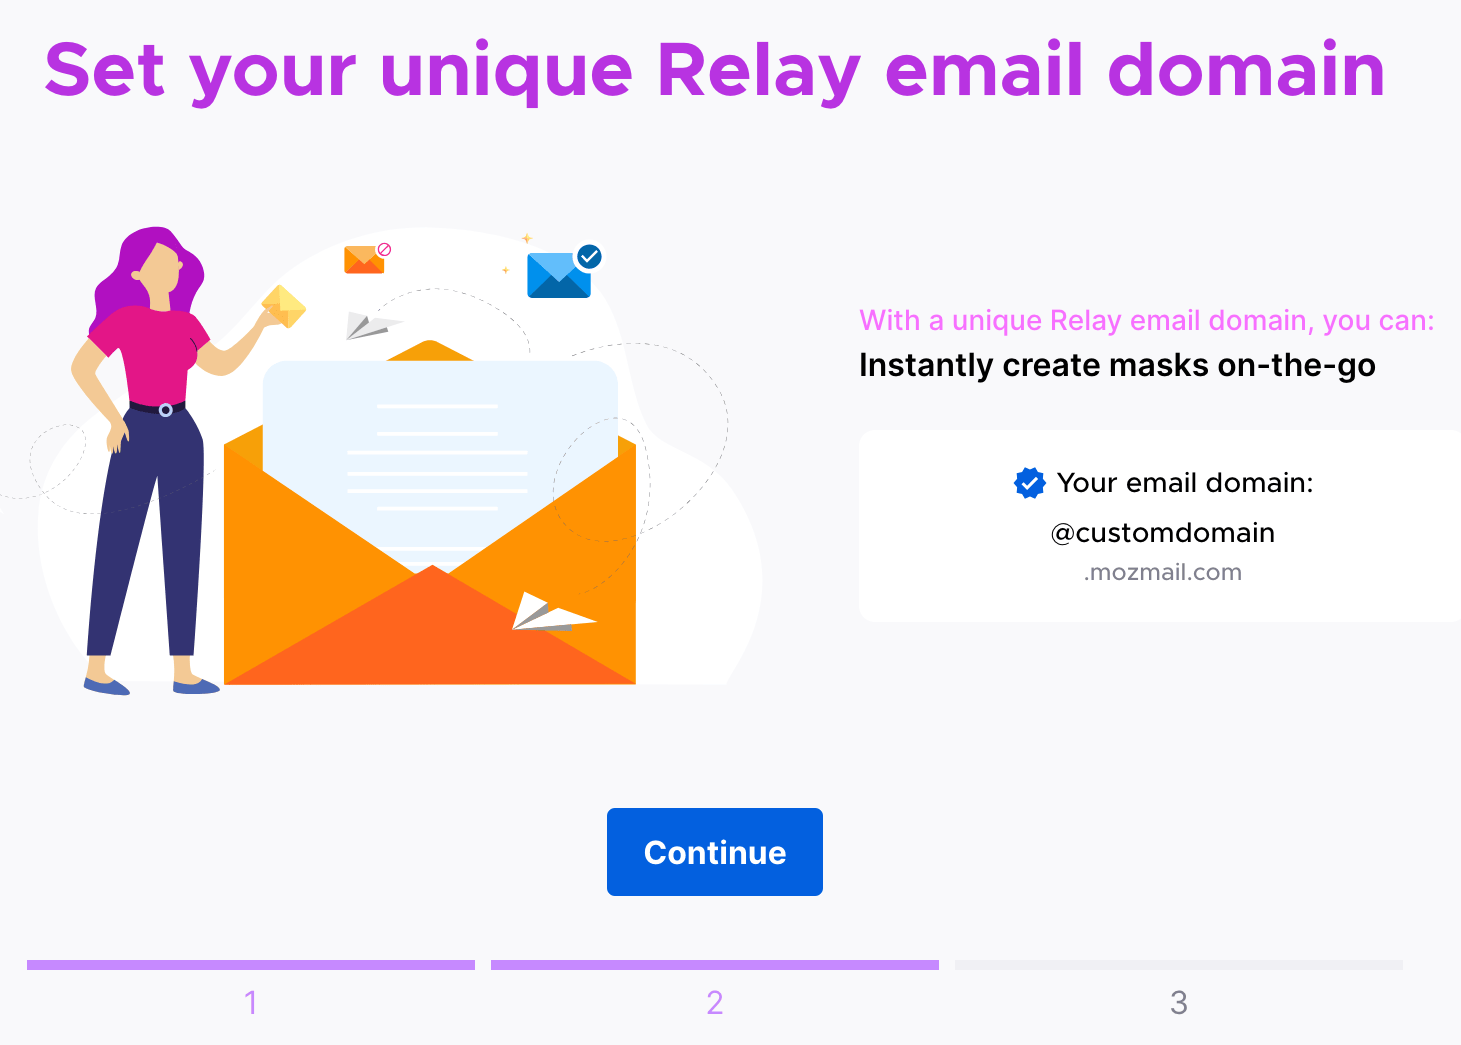 Set your unique Relay email domain
With a unique Relay email domain, you can:
Instantly create masks on-the-go
Your email domain:
@customdomain
.mozmail.com
Continue
1
2
3